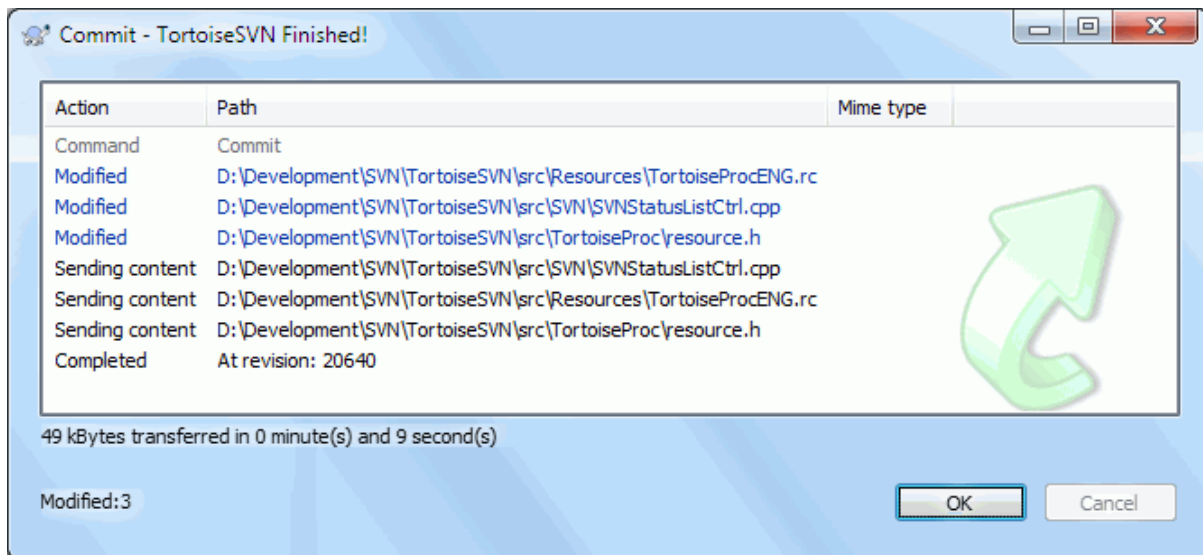 Commit - TortoiseSVN Finished!
Action Path Mime type
Command Commit
Modified D:\Development\SVN\TortoiseSVN\src\Resources\TortoiseProcENG.rc
Modified D:\Development\SVN\TortoiseSVN\src\SVN\SVNStatusListCtrl.cpp
Modified D:\Development\SVN\TortoiseSVN\src\TortoiseProc\resource.h
Sending content D:\Development\SVN\TortoiseSVN\src\SVN\SVNStatusListCtrl.cpp
Sending content D:\Development\SVN\TortoiseSVN\src\Resources\TortoiseProcENG.rc
Sending content D:\Development\SVN\TortoiseSVN\src\TortoiseProc\resource.h
Completed At revision: 20640
49 kBytes transferred in 0 minute(s) and 9 second(s)
Modified:3
OK Cancel